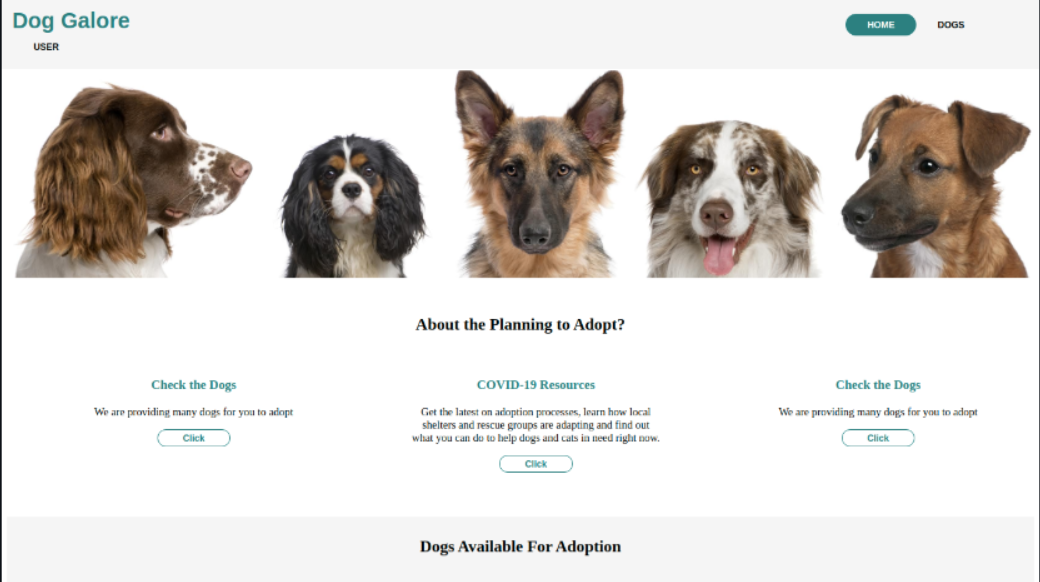 Dog Galore
HOME
DOGS
USER
About the Planning to Adopt?
Check the Dogs
We are providing many dogs for you to adopt
Click
COVID-19 Resources
Get the latest on adoption processes, learn how local
shelters and rescue groups are adapting and find out
what you can do to help dogs and cats in need right now.
Click
Check the Dogs
We are providing many dogs for you to adopt
Click
Dogs Available For Adoption